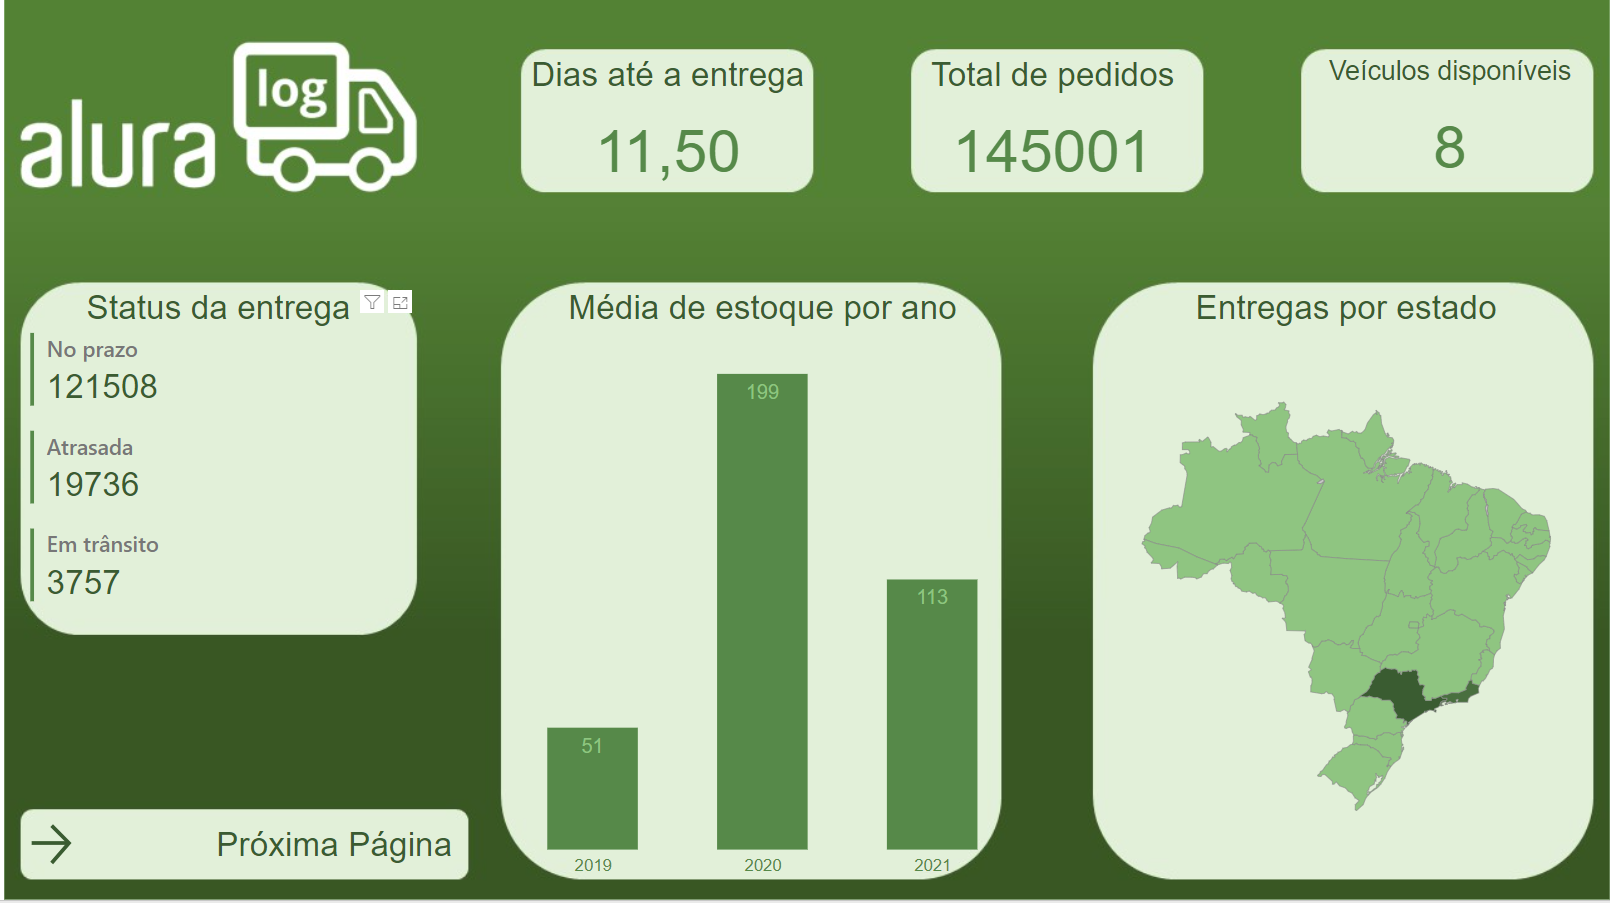 alura
log
Dias até a entrega
11,50
Total de pedidos
145001
Veículos disponíveis
8
Status da entrega
No prazo
121508
Atrasada
19736
Em trânsito
3757
Média de estoque por ano
199
113
51
2019
2020
2021
Entregas por estado
Próxima Página